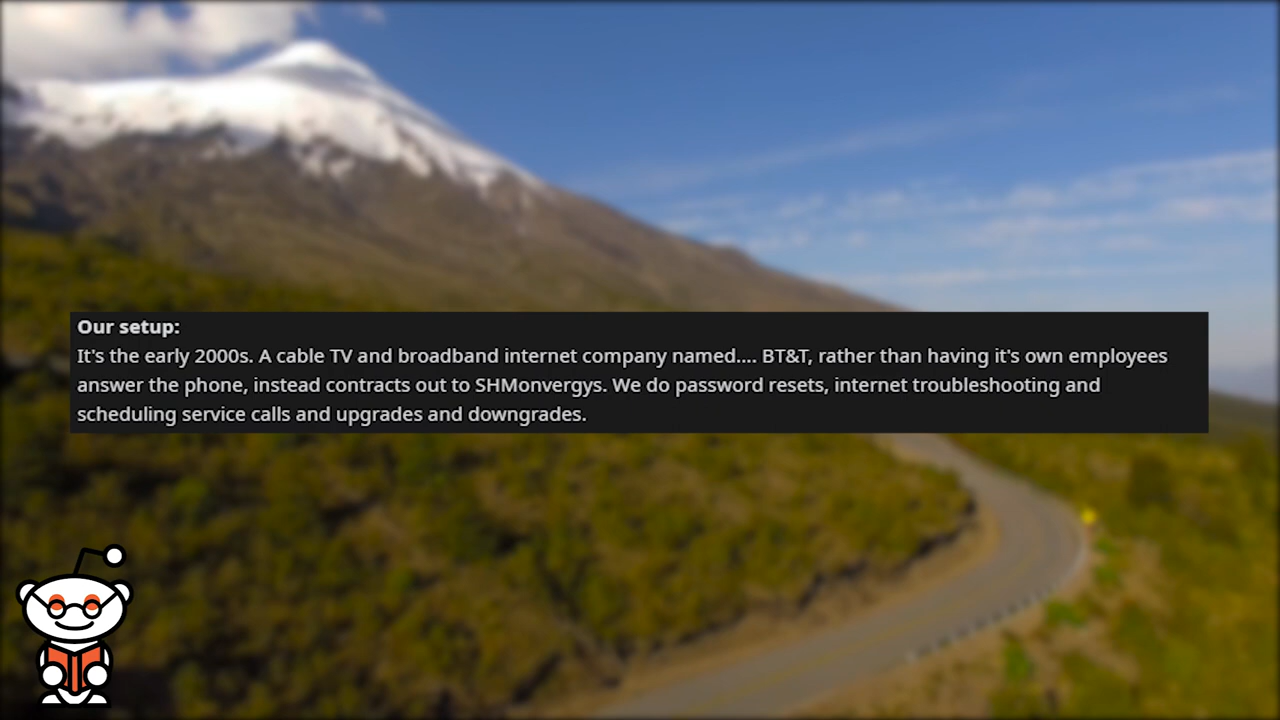 Our setup:
It's the early 2000s. A cable TV and broadband internet company named.... BT&T, rather than having it's own employees
answer the phone, instead contracts out to SHMonvergys. We do password resets, internet troubleshooting and
scheduling service calls and upgrades and downgrades.